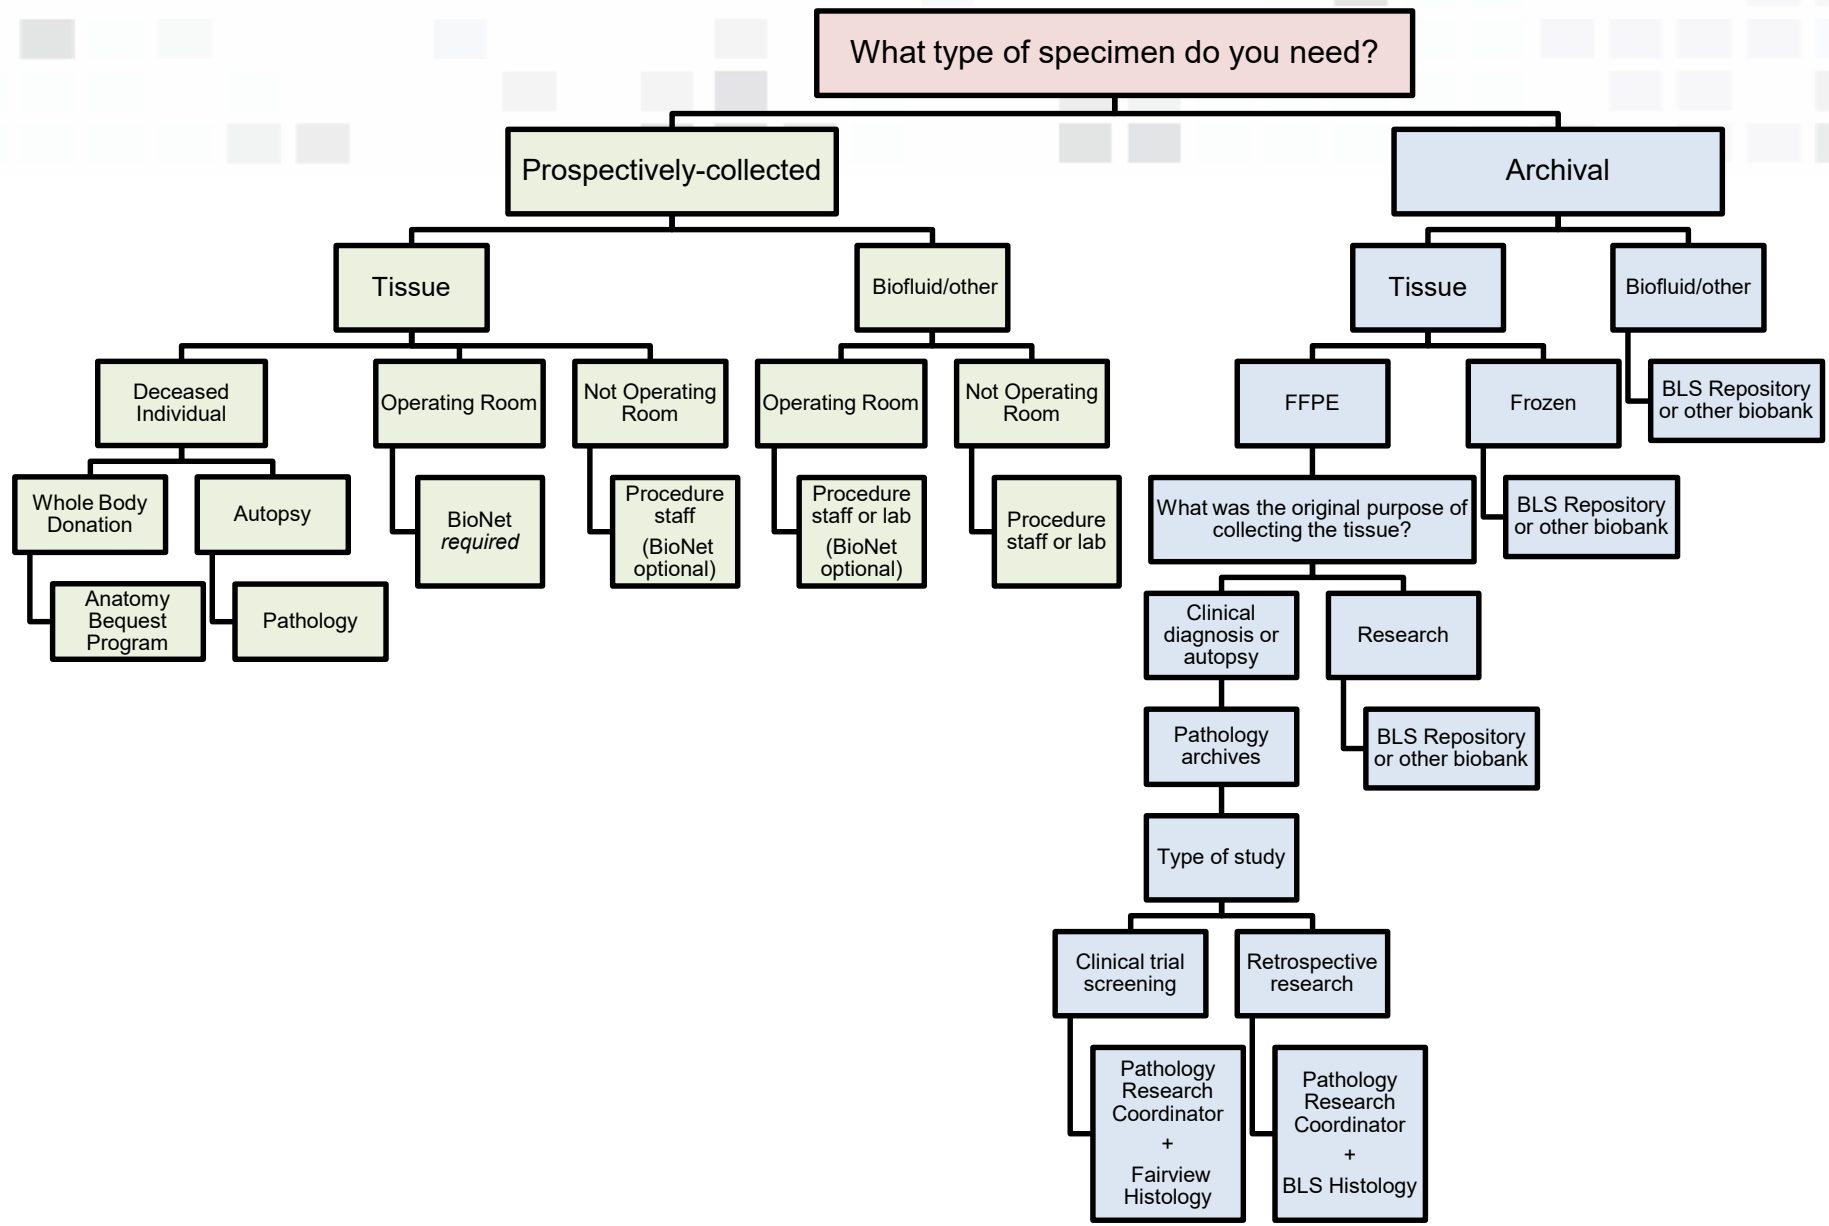 What type of specimen do you need?
Prospectively-collected
Archival
Tissue
Biofluid/other
Tissue
Biofluid/other
Deceased
Individual
Operating Room
Not Operating
Room
Operating Room
Not Operating
Room
FFPE
Frozen
BLS Repository
or other biobank
Whole Body
Donation
Autopsy
BioNet
required
Procedure
staff
(BioNet
optional)
Procedure
staff or lab
(BioNet
optional)
Procedure
staff or lab
What was the original purpose of
collecting the tissue?
BLS Repository
or other biobank
Anatomy
Bequest
Program
Pathology
Clinical
diagnosis or
autopsy
Research
Pathology
archives
BLS Repository
or other biobank
Type of study
Clinical trial
screening
Retrospective
research
Pathology
Research
Coordinator
+
Fairview
Histology
Pathology
Research
Coordinator
+
BLS Histology